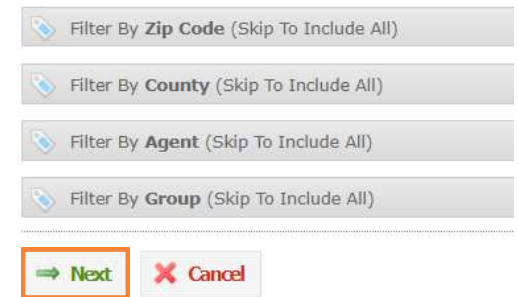 Filter By Zip Code (Skip To Include All)
Filter By County (Skip To Include All)
Filter By Agent (Skip To Include All)
Filter By Group (Skip To Include All)
Next Cancel